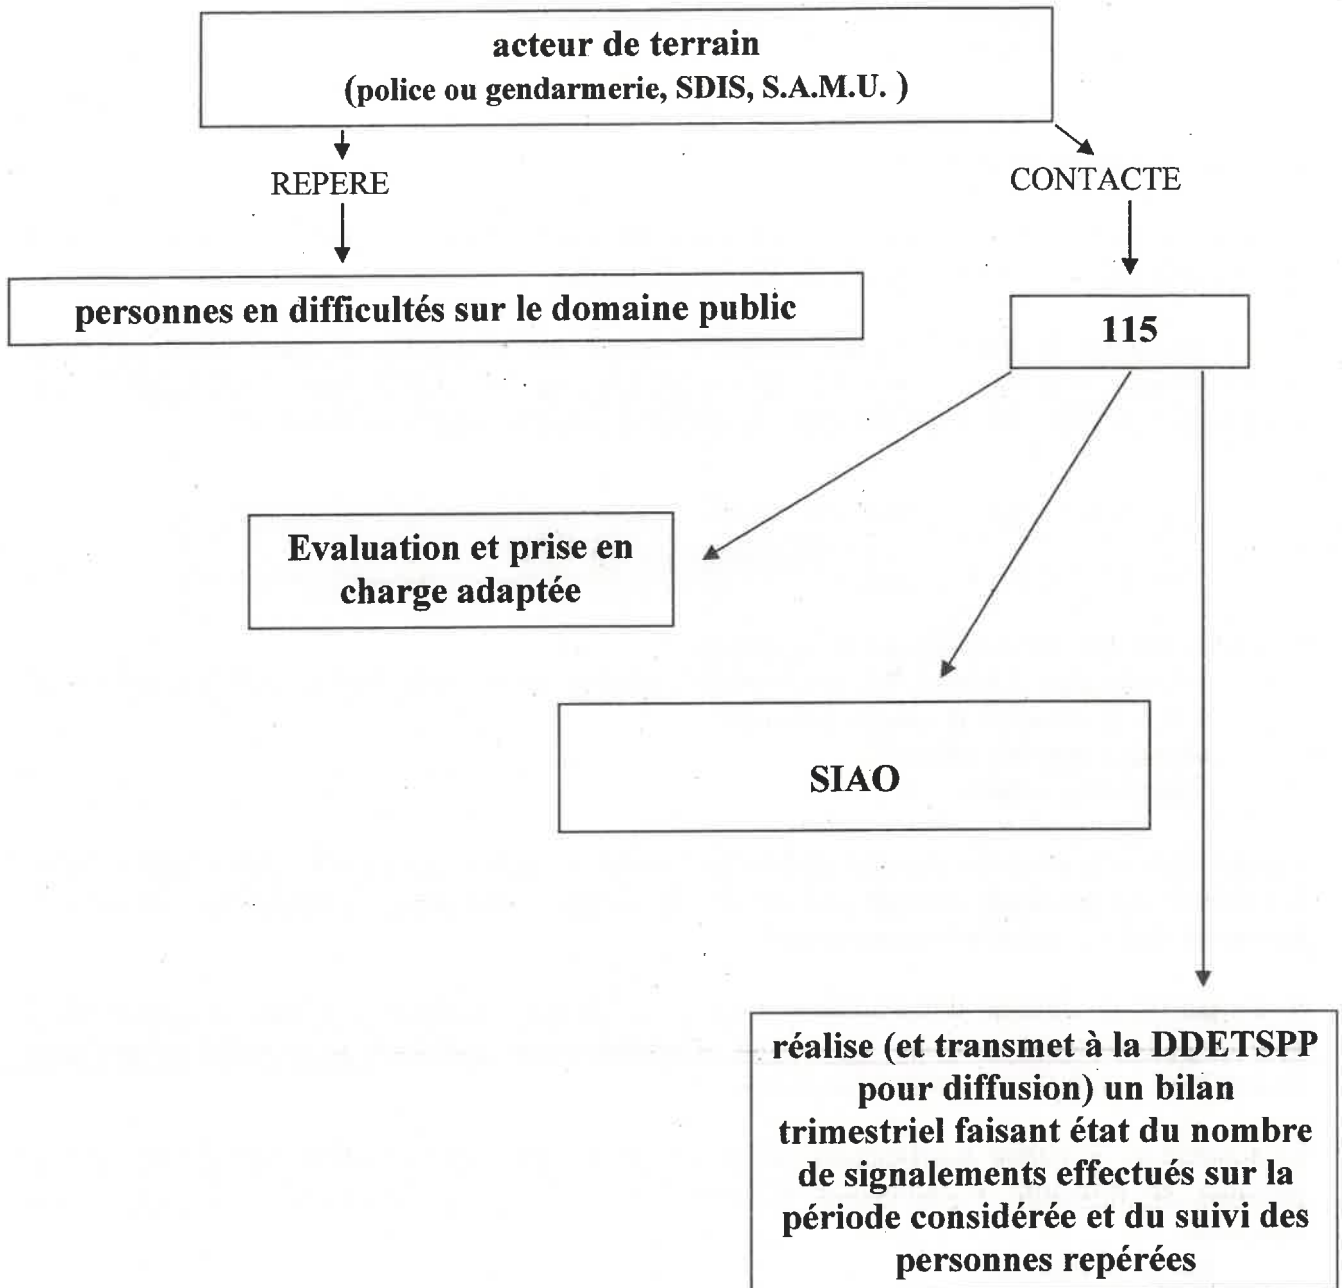 acteur de terrain
(police ou gendarmerie, SDIS, S.A.M.U. )
REPERE
CONTACTE
personnes en difficultés sur le domaine public
115
Evaluation et prise en
charge adaptée
SIAO
réalise (et transmet à la DDETSPP
pour diffusion) un bilan
trimestriel faisant état du nombre
de signalements effectués sur la
période considérée et du suivi des
personnes repérées